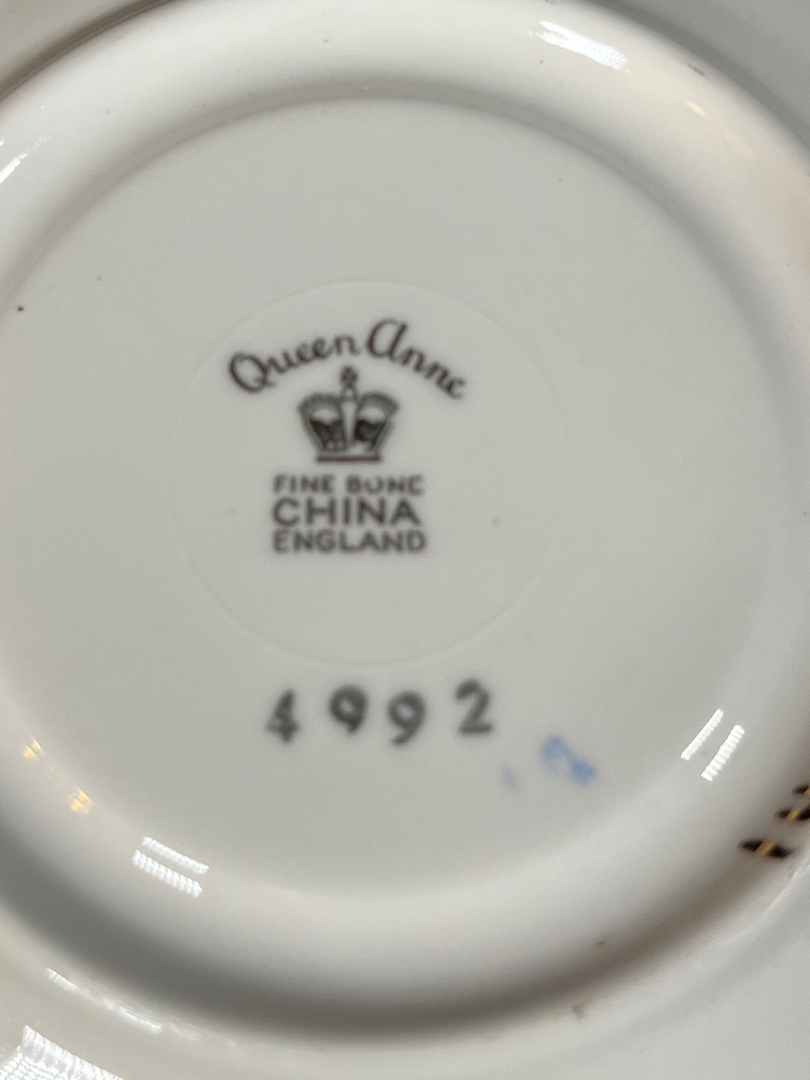 Queen Anne
FINE BONE
CHINA
ENGLAND
4992